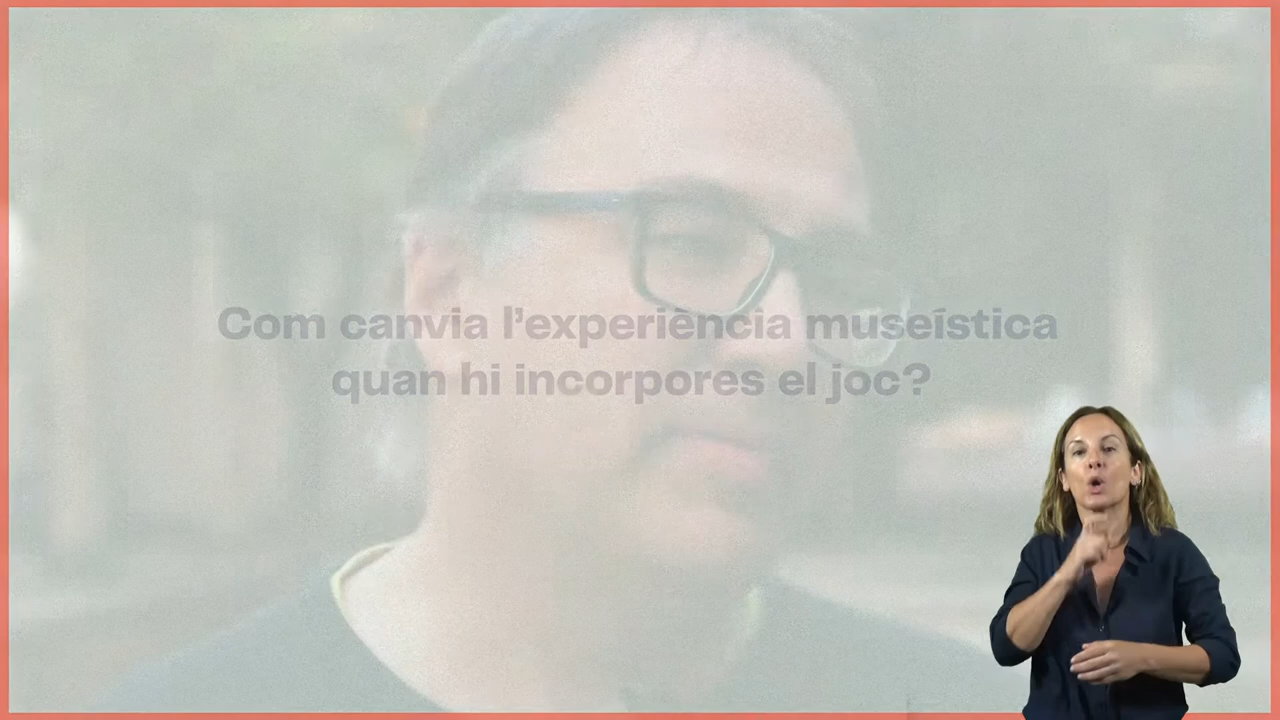 Com canvia l’experiència museística
quan hi incorpores el joc?